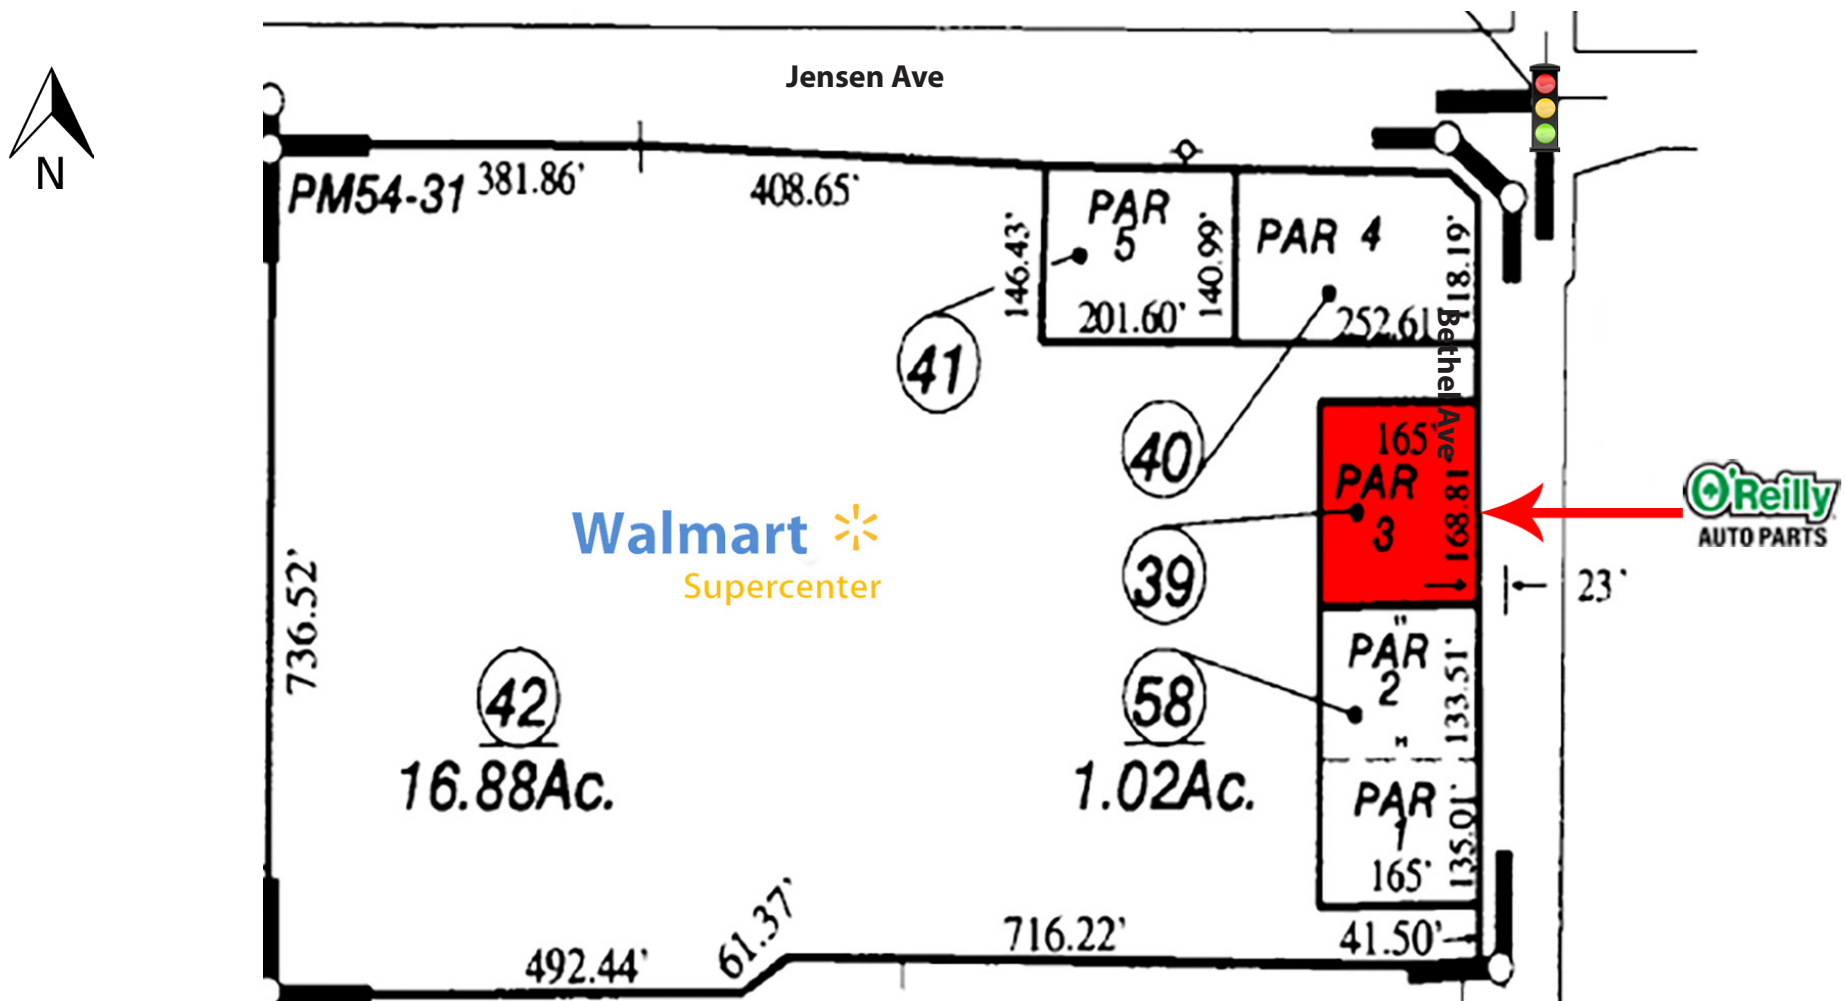 Jensen Ave
N
PM54-31
381.86'
408.65'
PAR
5
146.43'
140.99'
201.60'
PAR 4
118.19'
252.61'
Bethel Ave.
41
40
165'
PAR
3
168.81'
O'Reilly
AUTO PARTS
39
23'
Walmart
Supercenter
736.52'
PAR
2
133.51'
42
16.88Ac.
58
1.02Ac.
PAR
1
165'
135.01'
492.44'
61.37'
716.22'
41.50'